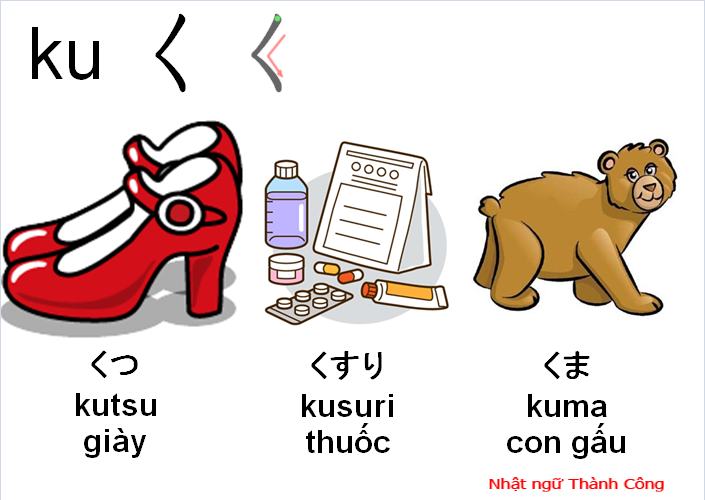 ku く く
くつ
kutsu
giày
くすり
kusuri
thuốc
くま
kuma
con gấu
Nhật ngữ Thành Công